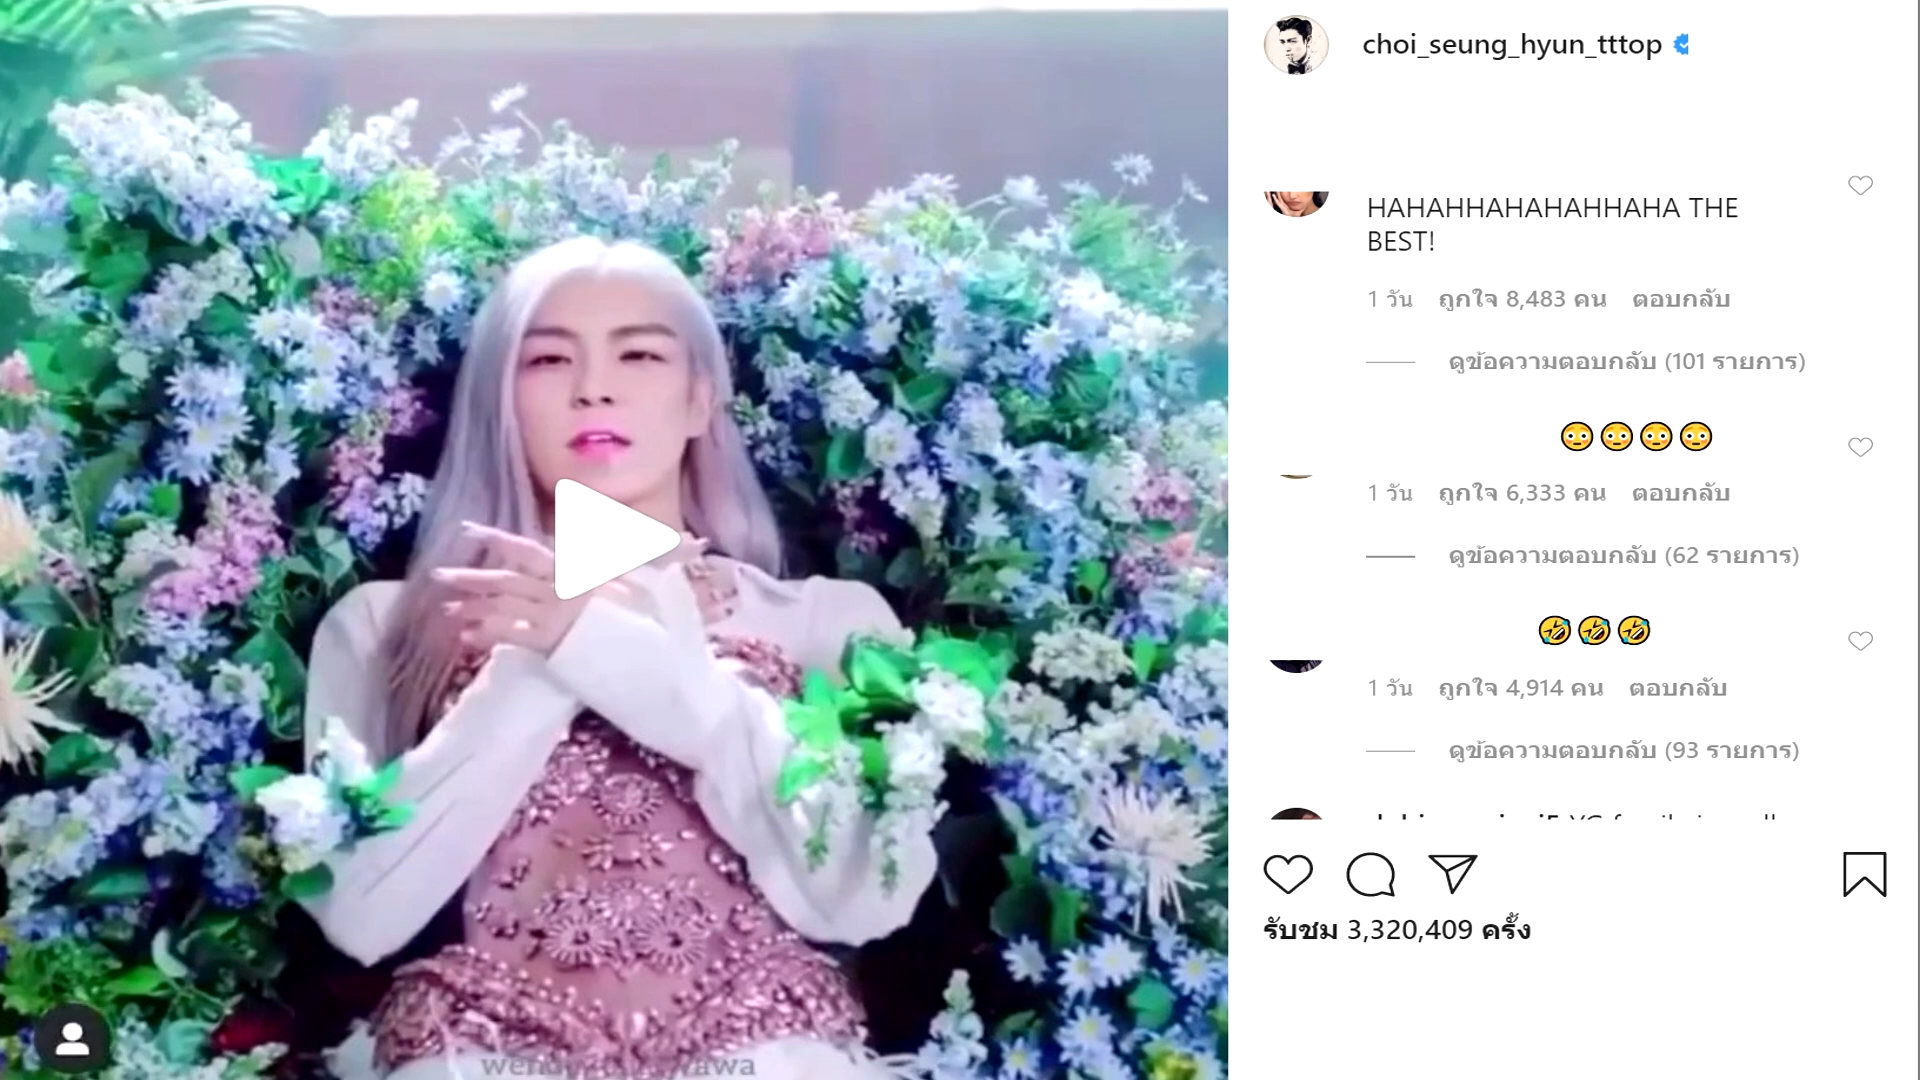 choi_seung_hyun_tttop
HAHAHHAHAHAHHAHA THE
BEST!
1 วัน ถูกใจ 8,483 คน ตอบกลับ
ดูข้อความตอบกลับ (101 รายการ)
1 วัน ถูกใจ 6,333 คน ตอบกลับ
ดูข้อความตอบกลับ (62 รายการ)
1 วัน ถูกใจ 4,914 คน ตอบกลับ
ดูข้อความตอบกลับ (93 รายการ)
รับชม 3,320,409 ครั้ง